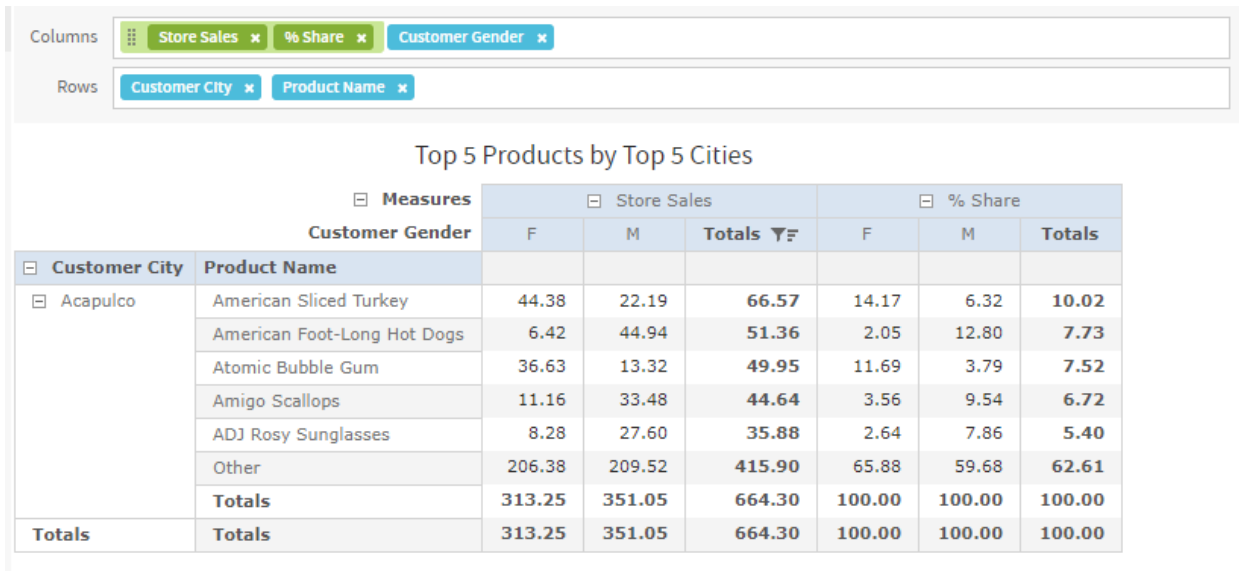 Columns Store Sales × % Share × Customer Gender ×
Rows Customer City × Product Name ×
Top 5 Products by Top 5 Cities
Measures Store Sales % Share
Customer Gender F M Totals F M Totals
Customer City Product Name
Acapulco American Sliced Turkey 44.38 22.19 66.57 14.17 6.32 10.02
American Foot-Long Hot Dogs 6.42 44.94 51.36 2.05 12.80 7.73
Atomic Bubble Gum 36.63 13.32 49.95 11.69 3.79 7.52
Amigo Scallops 11.16 33.48 44.64 3.56 9.54 6.72
ADJ Rosy Sunglasses 8.28 27.60 35.88 2.64 7.86 5.40
Other 206.38 209.52 415.90 65.88 59.68 62.61
Totals 313.25 351.05 664.30 100.00 100.00 100.00
Totals Totals 313.25 351.05 664.30 100.00 100.00 100.00